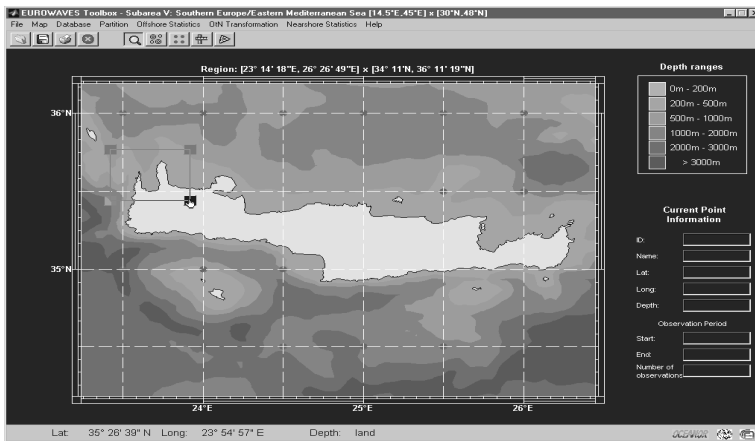 EUROWAVES Toolbox - Subarea V: Southern Europe/Eastern Mediterranean Sea [14.5°E,45°E] x [30°N,48°N]
File Map Database Partition Offshore Statistics OtN Transformation Nearshore Statistics Help
Region: [23° 14' 18"E, 26° 26' 49"E] x [34° 11'N, 36° 11' 19"N]
Depth ranges
0m - 200m
200m - 500m
500m - 1000m
1000m - 2000m
2000m - 3000m
> 3000m
36°N
35°N
24°E 25°E 26°E
Current Point
Information
ID:
Name:
Lat:
Long:
Depth:
Observation Period
Start:
End:
Number of
observations
Lat: 35° 26' 39" N Long: 23° 54' 57" E Depth: land
OCEANOR